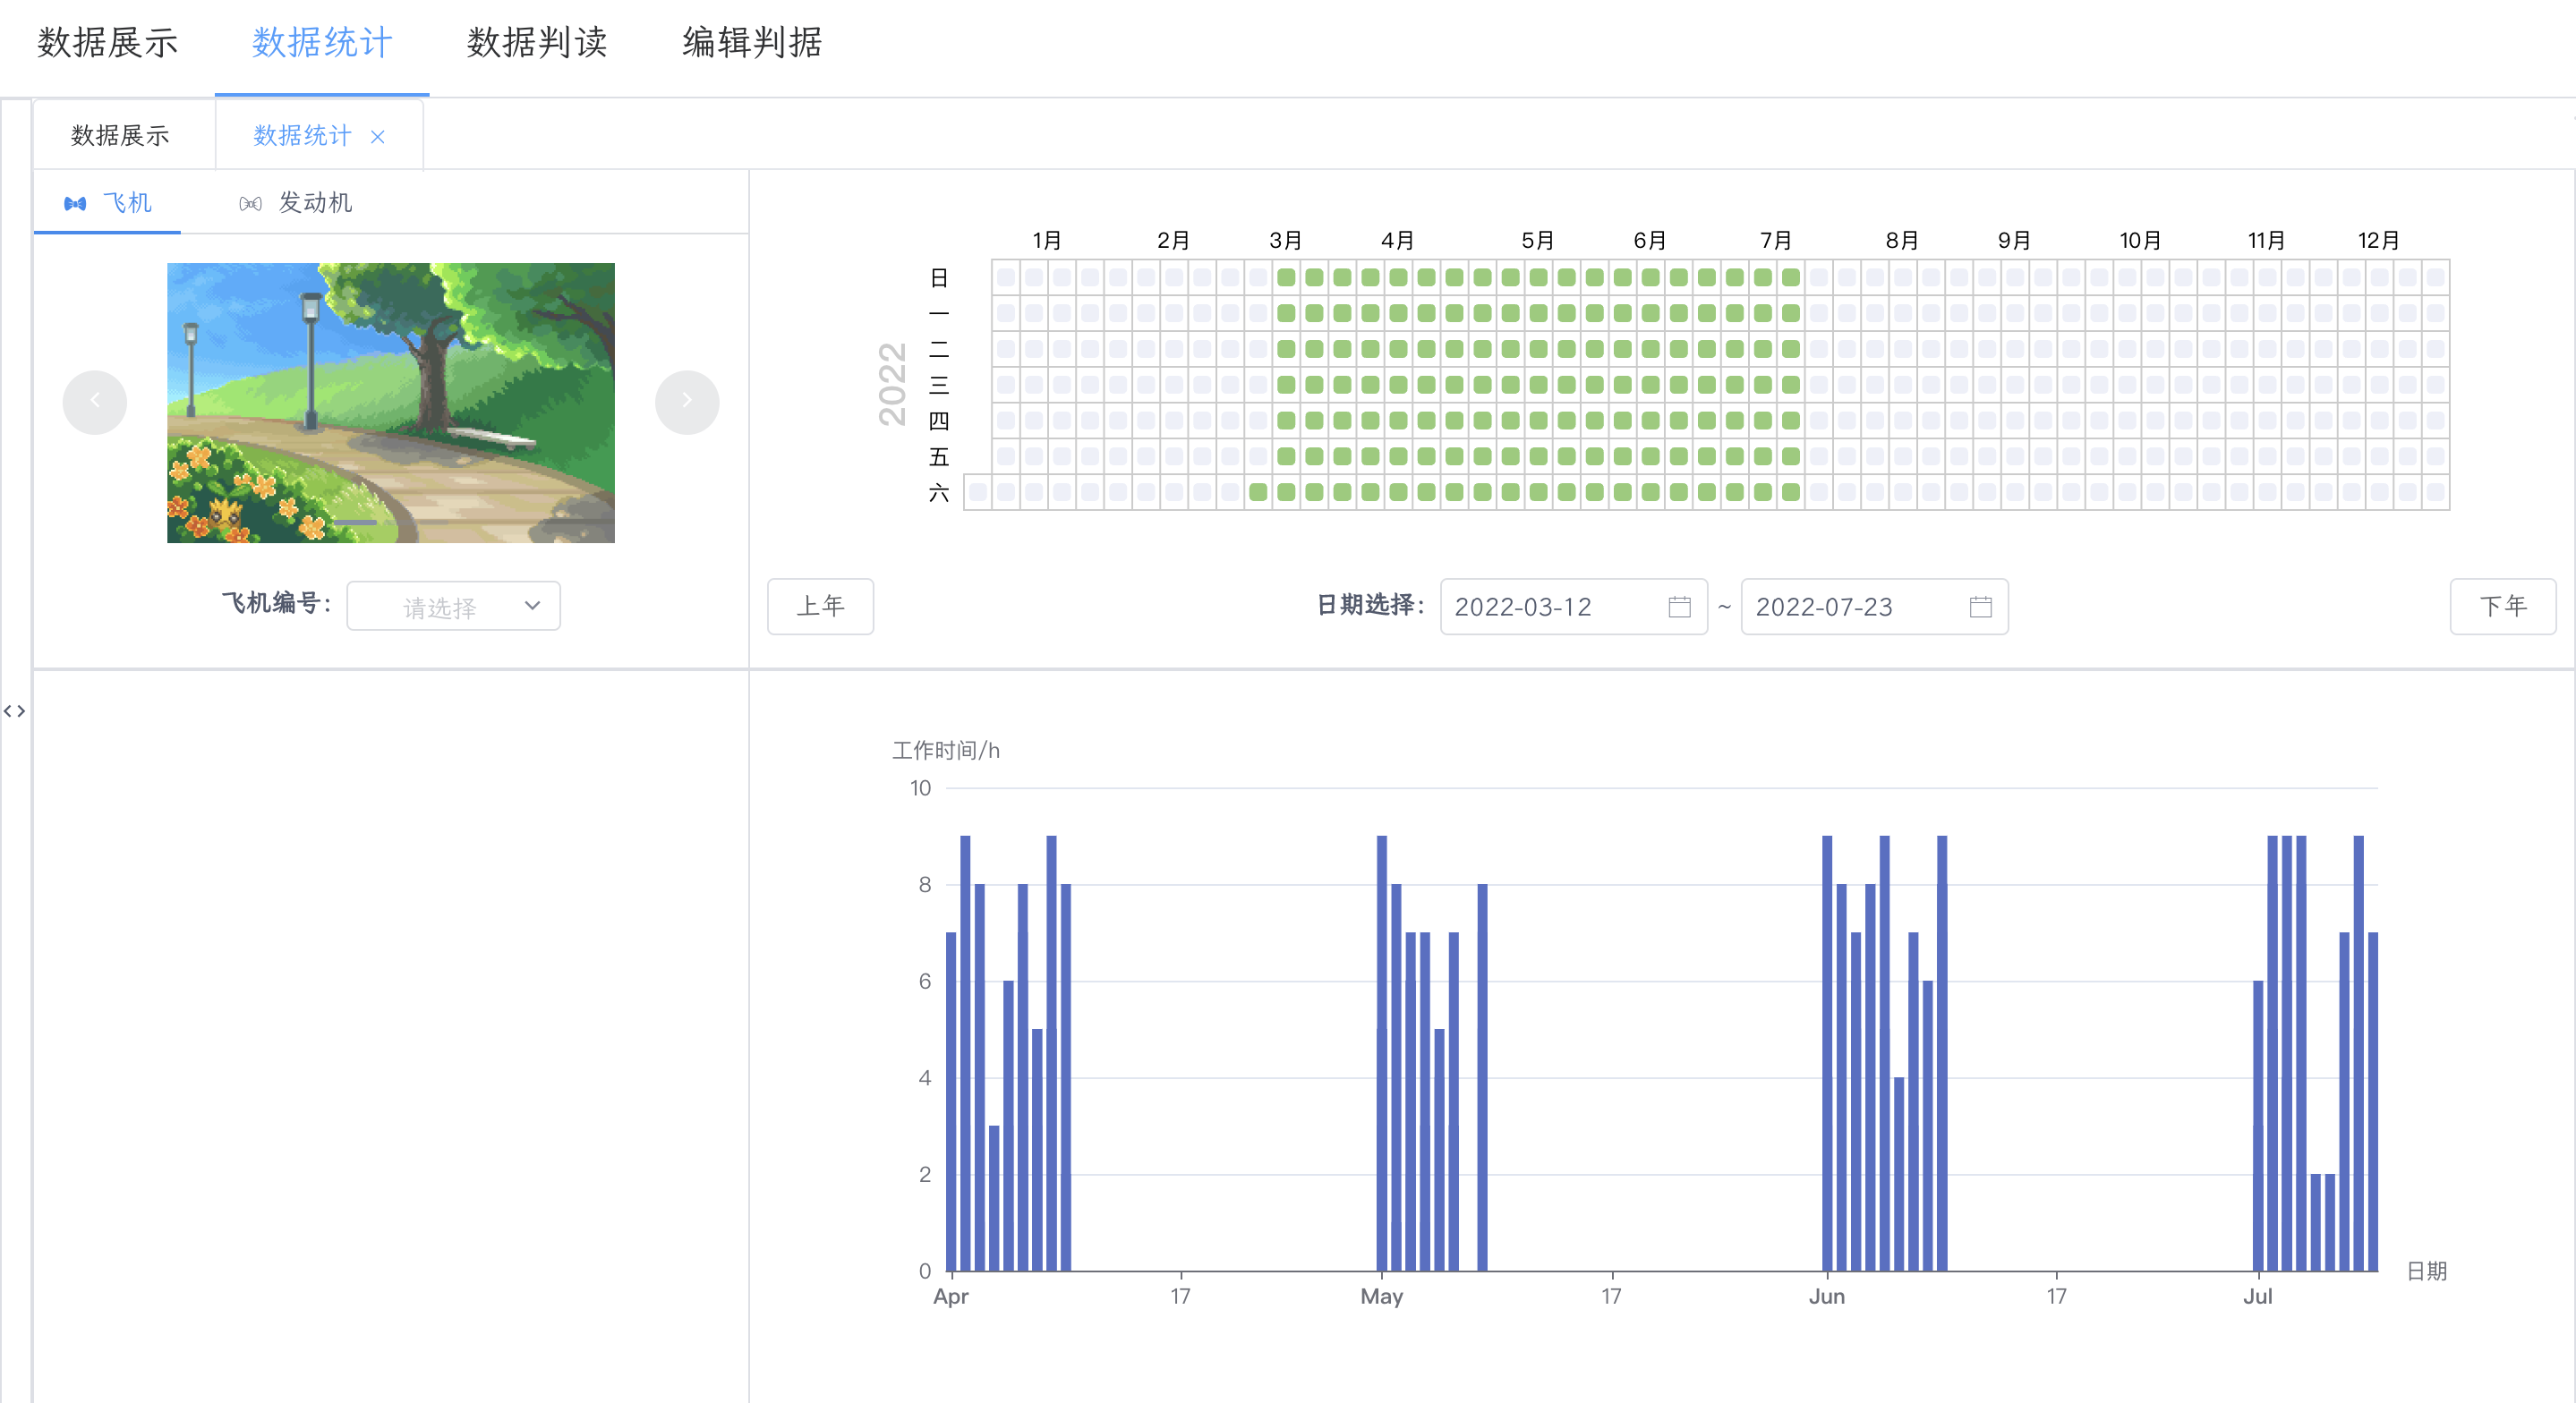 数据展示 数据统计 数据判读 编辑判据
数据展示 数据统计
飞机 发动机
1月 2月 3月 4月 5月 6月 7月 8月 9月 10月 11月 12月
日
一
二
三
四
五
六
2022
飞机编号: 请选择
上年 日期选择: 2022-03-12 ~ 2022-07-23 下年
工作时间/h
10
8
6
4
2
0
日期
Apr 17 May 17 Jun 17 Jul